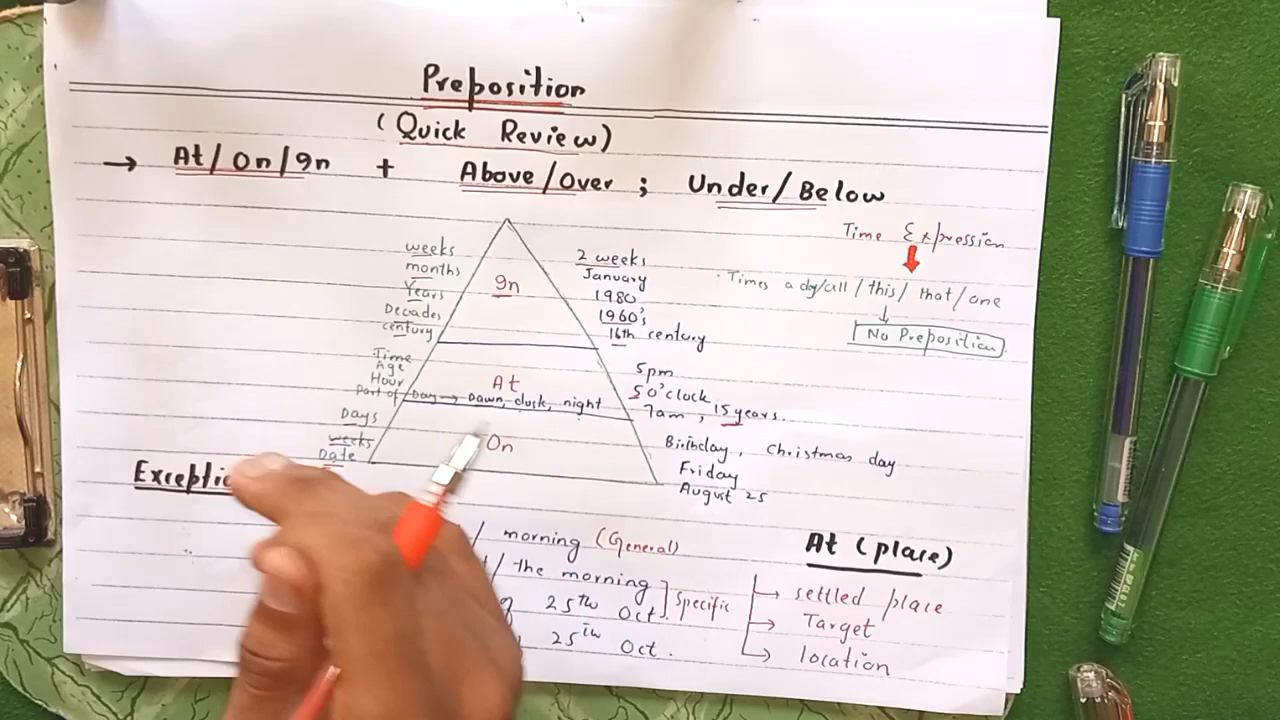 Preposition
(Quick Review)
→ At/On/In + Above/Over ; Under/Below
Time Expression
Times a dy/all / this/ that/one
No Preposition
weeks
months
Years
Decades
century
In
2 weeks
January
1980
1960's
16th century
Time
Age
Hour
Part of Day → Dawn, dusk, night
At
5pm
5 o'clock
7am , 15 years.
Days
weeks
Date
On
Birthday , Christmas day
Friday
August 25
/ morning (General)
/ the morning
25th Oct.
Specific
25th Oct.
At (place)
→ settled place
→ Target
→ location